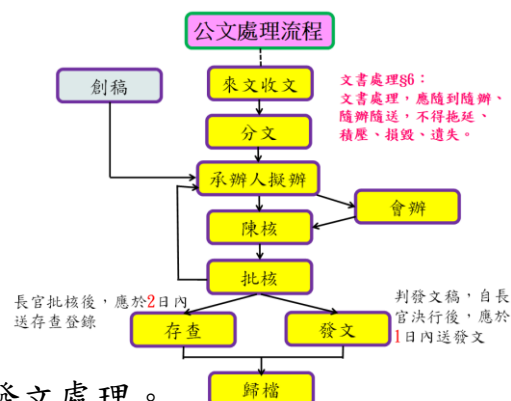 公文處理流程
創稿
來文收文
文書處理§6：
文書處理，應隨到隨辦、
隨辦隨送，不得拖延、
積壓、損毀、遺失。
分文
承辦人擬辦
會辦
陳核
批核
長官批核後，應於2日內
送存查登錄
存查
發文
判發文稿，自長
官決行後，應於
1日內送發文
歸檔
發文處理。